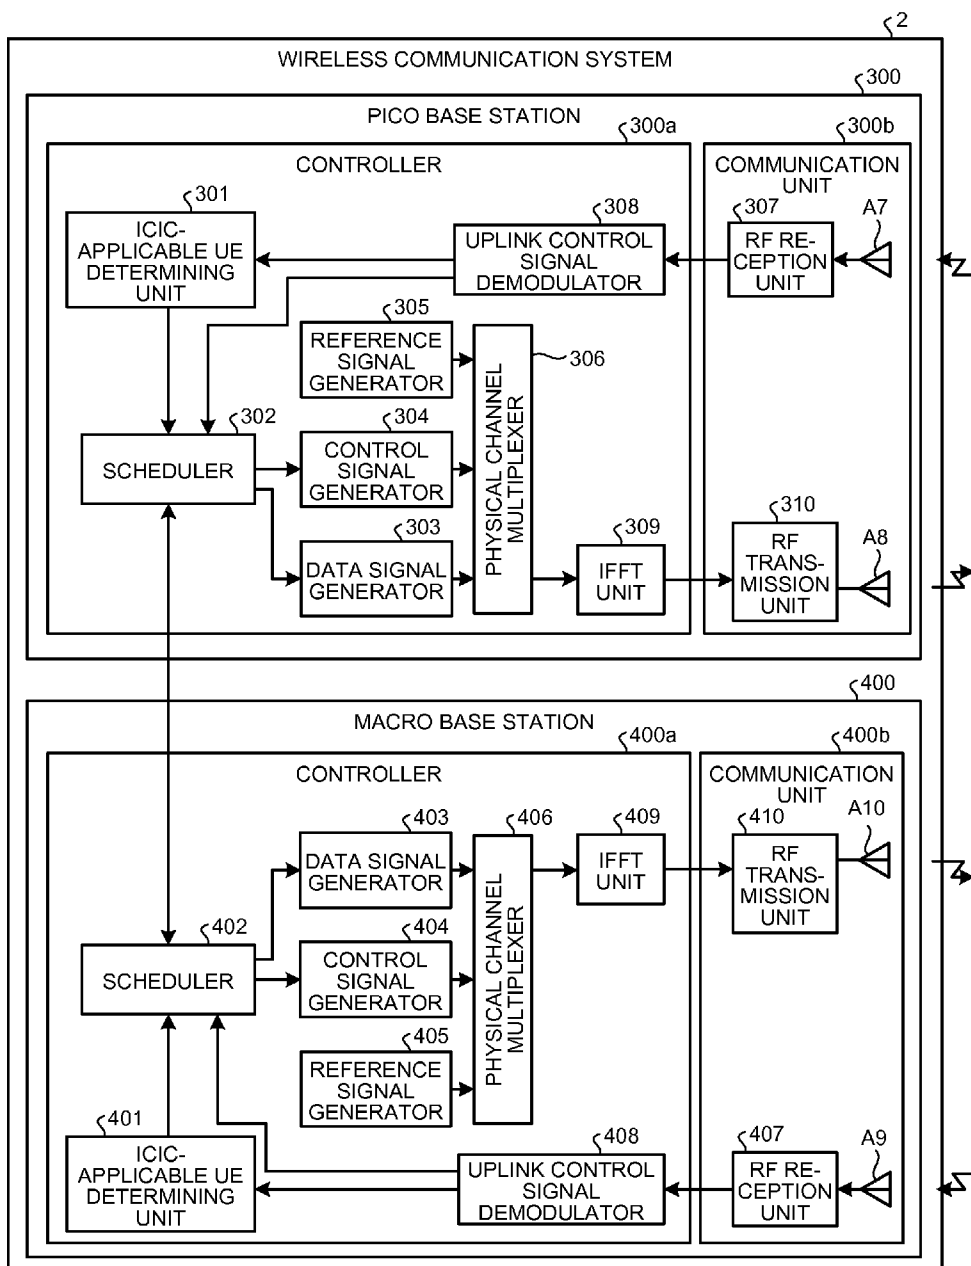 2
WIRELESS COMMUNICATION SYSTEM
300
PICO BASE STATION
300a
300b
CONTROLLER
COMMUNICATION
UNIT
301
ICIC-
APPLICABLE UE
DETERMINING
UNIT
308
UPLINK CONTROL
SIGNAL
DEMODULATOR
307
RF RE-
CEPTION
UNIT
A7
305
REFERENCE
SIGNAL
GENERATOR
306
PHYSICAL CHANNEL
MULTIPLEXER
302
SCHEDULER
304
CONTROL
SIGNAL
GENERATOR
303
DATA SIGNAL
GENERATOR
309
IFFT
UNIT
310
RF
TRANS-
MISSION
UNIT
A8
400
MACRO BASE STATION
400a
400b
CONTROLLER
COMMUNICATION
UNIT
403
DATA SIGNAL
GENERATOR
406
PHYSICAL CHANNEL
MULTIPLEXER
409
IFFT
UNIT
410
RF
TRANS-
MISSION
UNIT
A10
402
SCHEDULER
404
CONTROL
SIGNAL
GENERATOR
405
REFERENCE
SIGNAL
GENERATOR
401
ICIC-
APPLICABLE UE
DETERMINING
UNIT
408
UPLINK CONTROL
SIGNAL
DEMODULATOR
407
RF RE-
CEPTION
UNIT
A9